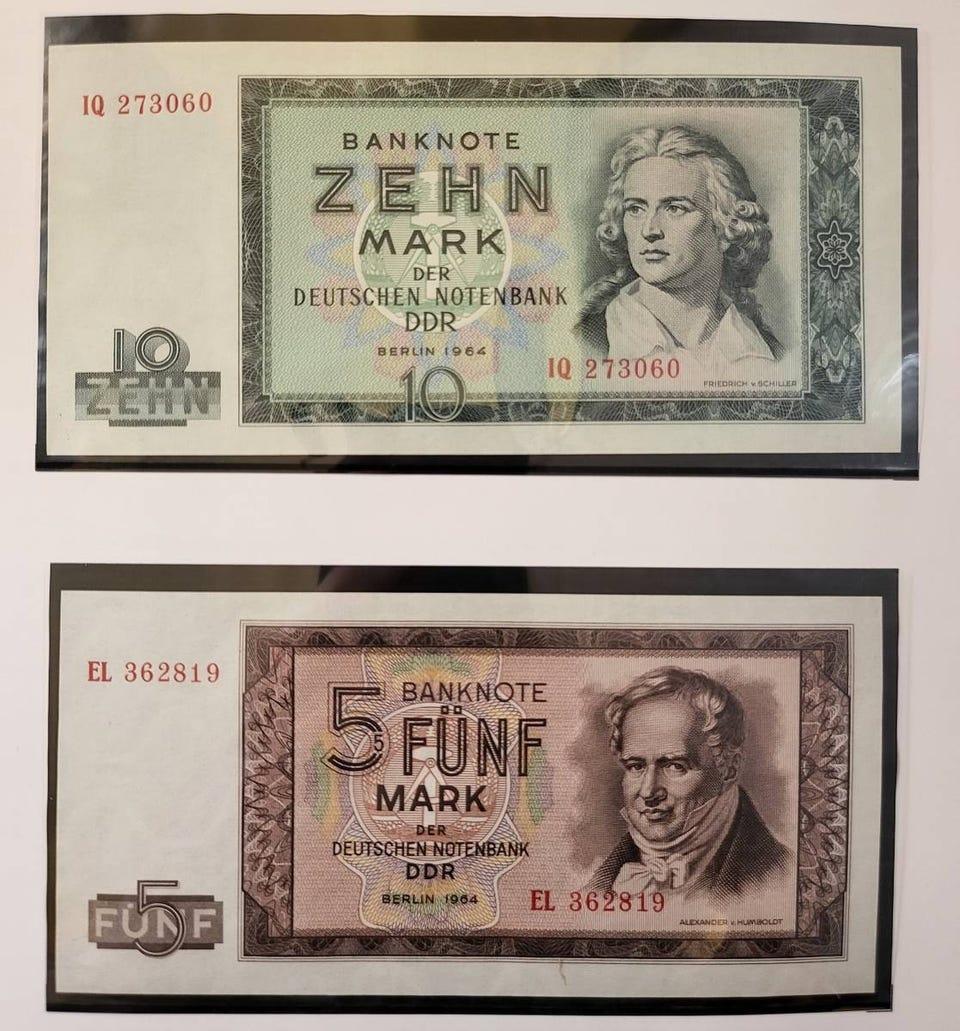 IQ 273060
BANKNOTE
ZEHN
MARK
DER
DEUTSCHEN NOTENBANK
DDR
BERLIN 1964
10
IQ 273060
FRIEDRICH v. SCHILLER
10
ZEHN
EL 362819
5
5
BANKNOTE
FÜNF
MARK
DER
DEUTSCHEN NOTENBANK
DDR
BERLIN 1964
EL 362819
ALEXANDER v. HUMBOLDT
5
FÜNF